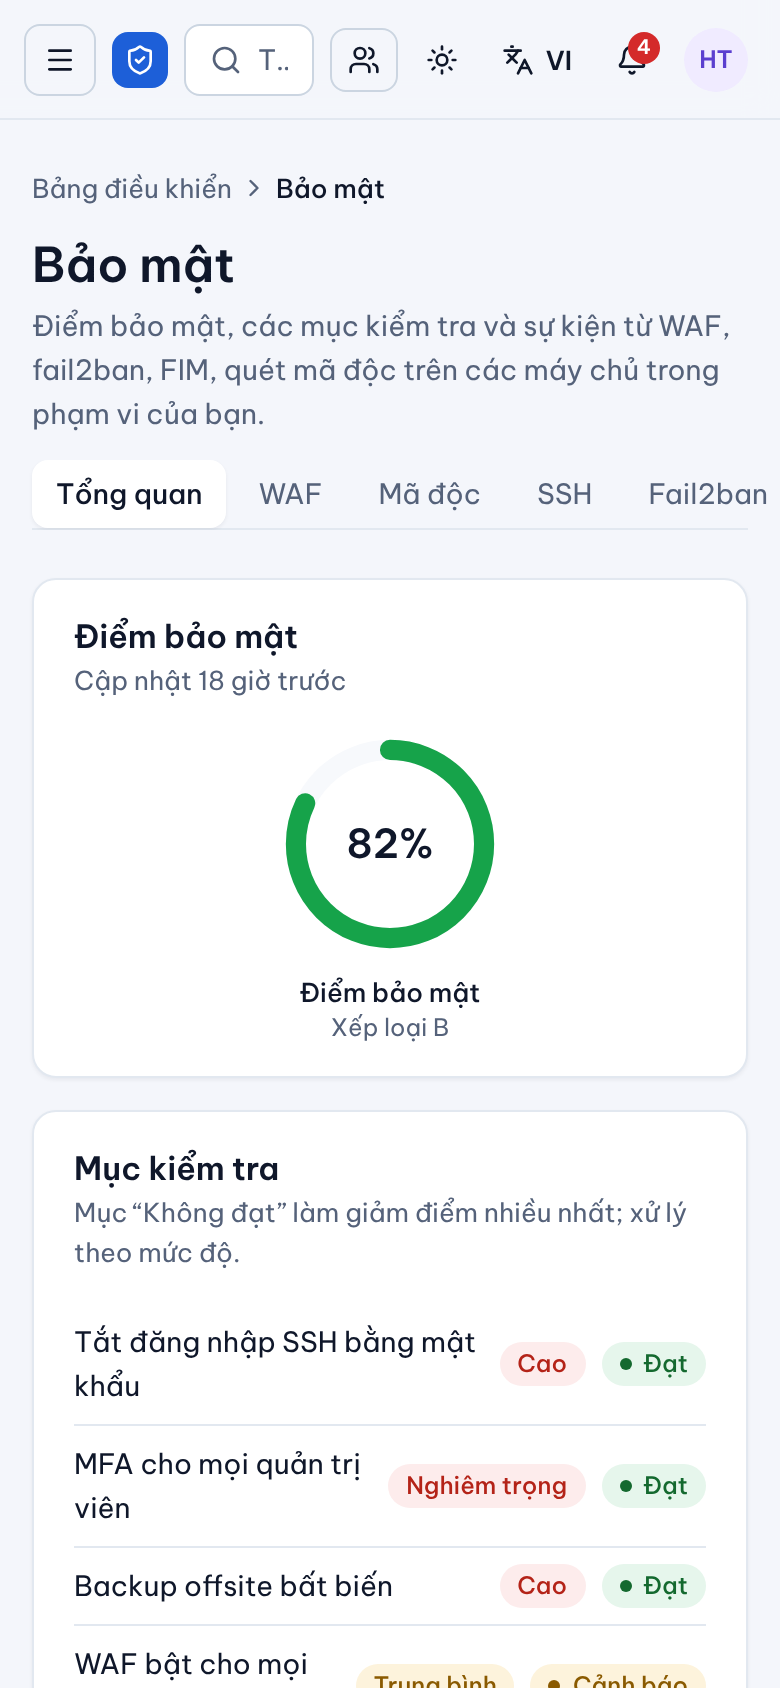 T..
VI
4
HT
Bảng điều khiển > Bảo mật
Bảo mật
Điểm bảo mật, các mục kiểm tra và sự kiện từ WAF,
fail2ban, FIM, quét mã độc trên các máy chủ trong
phạm vi của bạn.
Tổng quan WAF Mã độc SSH Fail2ban
Điểm bảo mật
Cập nhật 18 giờ trước
82%
Điểm bảo mật
Xếp loại B
Mục kiểm tra
Mục “Không đạt” làm giảm điểm nhiều nhất; xử lý
theo mức độ.
Tắt đăng nhập SSH bằng mật
khẩu
Cao Đạt
MFA cho mọi quản trị
viên
Nghiêm trọng Đạt
Backup offsite bất biến Cao Đạt
WAF bật cho mọi
Trung bình Cảnh báo